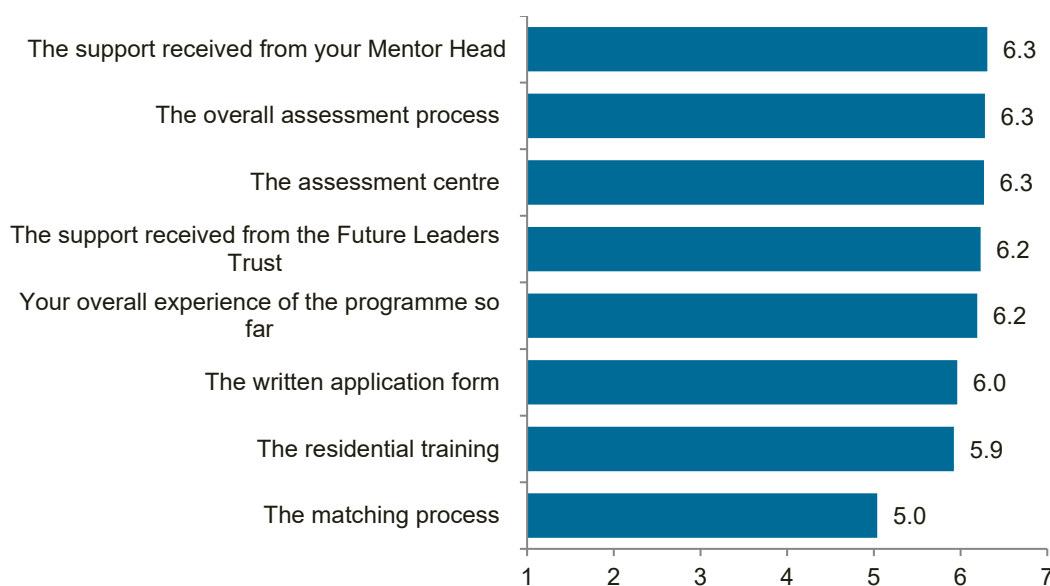 The support received from your Mentor Head 6.3
The overall assessment process 6.3
The assessment centre 6.3
The support received from the Future Leaders
Trust
6.2
Your overall experience of the programme so
far
6.2
The written application form 6.0
The residential training 5.9
The matching process 5.0
1 2 3 4 5 6 7